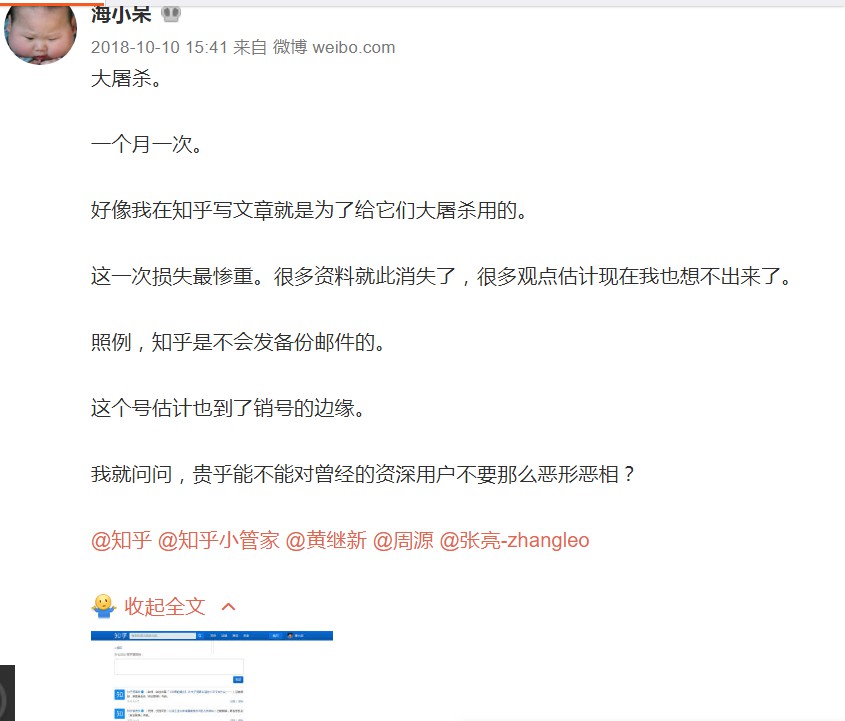 海小呆
2018-10-10 15:41 来自 微博 weibo.com
大屠杀。
一个月一次。
好像我在知乎写文章就是为了给它们大屠杀用的。
这一次损失最惨重。很多资料就此消失了，很多观点估计现在我也想不出来了。
照例，知乎是不会发备份邮件的。
这个号估计也到了销号的边缘。
我就问问，贵乎能不能对曾经的资深用户不要那么恶形恶相？
@知乎 @知乎小管家 @黄继新 @周源 @张亮-zhangleo
收起全文
知乎